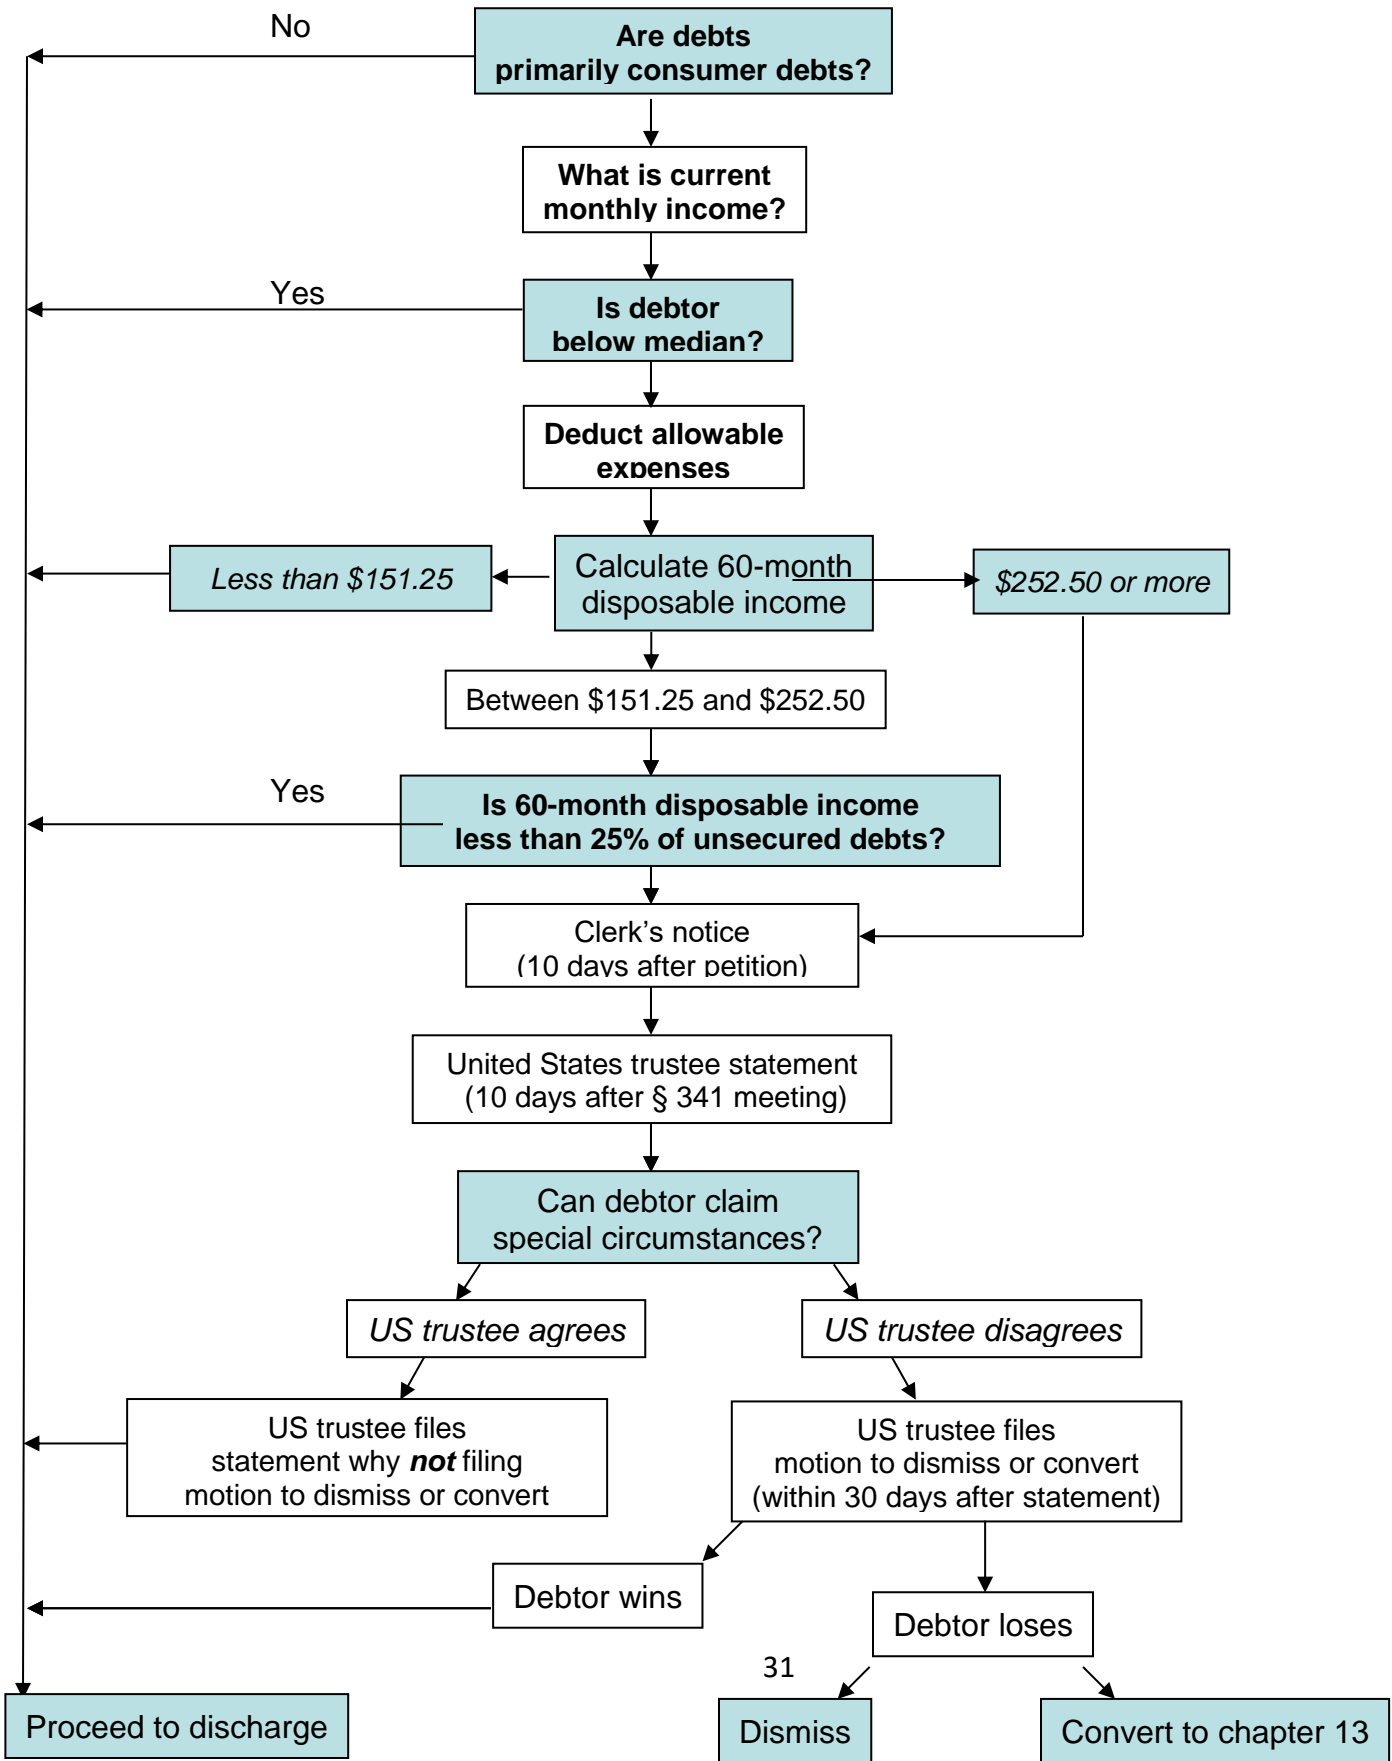 No
Are debts
primarily consumer debts?
What is current
monthly income?
Yes
Is debtor
below median?
Deduct allowable
expenses
Less than $151.25
Calculate 60-month
disposable income
$252.50 or more
Between $151.25 and $252.50
Yes
Is 60-month disposable income
less than 25% of unsecured debts?
Clerk’s notice
(10 days after petition)
United States trustee statement
(10 days after § 341 meeting)
Can debtor claim
special circumstances?
US trustee agrees
US trustee disagrees
US trustee files
statement why not filing
motion to dismiss or convert
US trustee files
motion to dismiss or convert
(within 30 days after statement)
Debtor wins
Debtor loses
31
Proceed to discharge
Dismiss
Convert to chapter 13